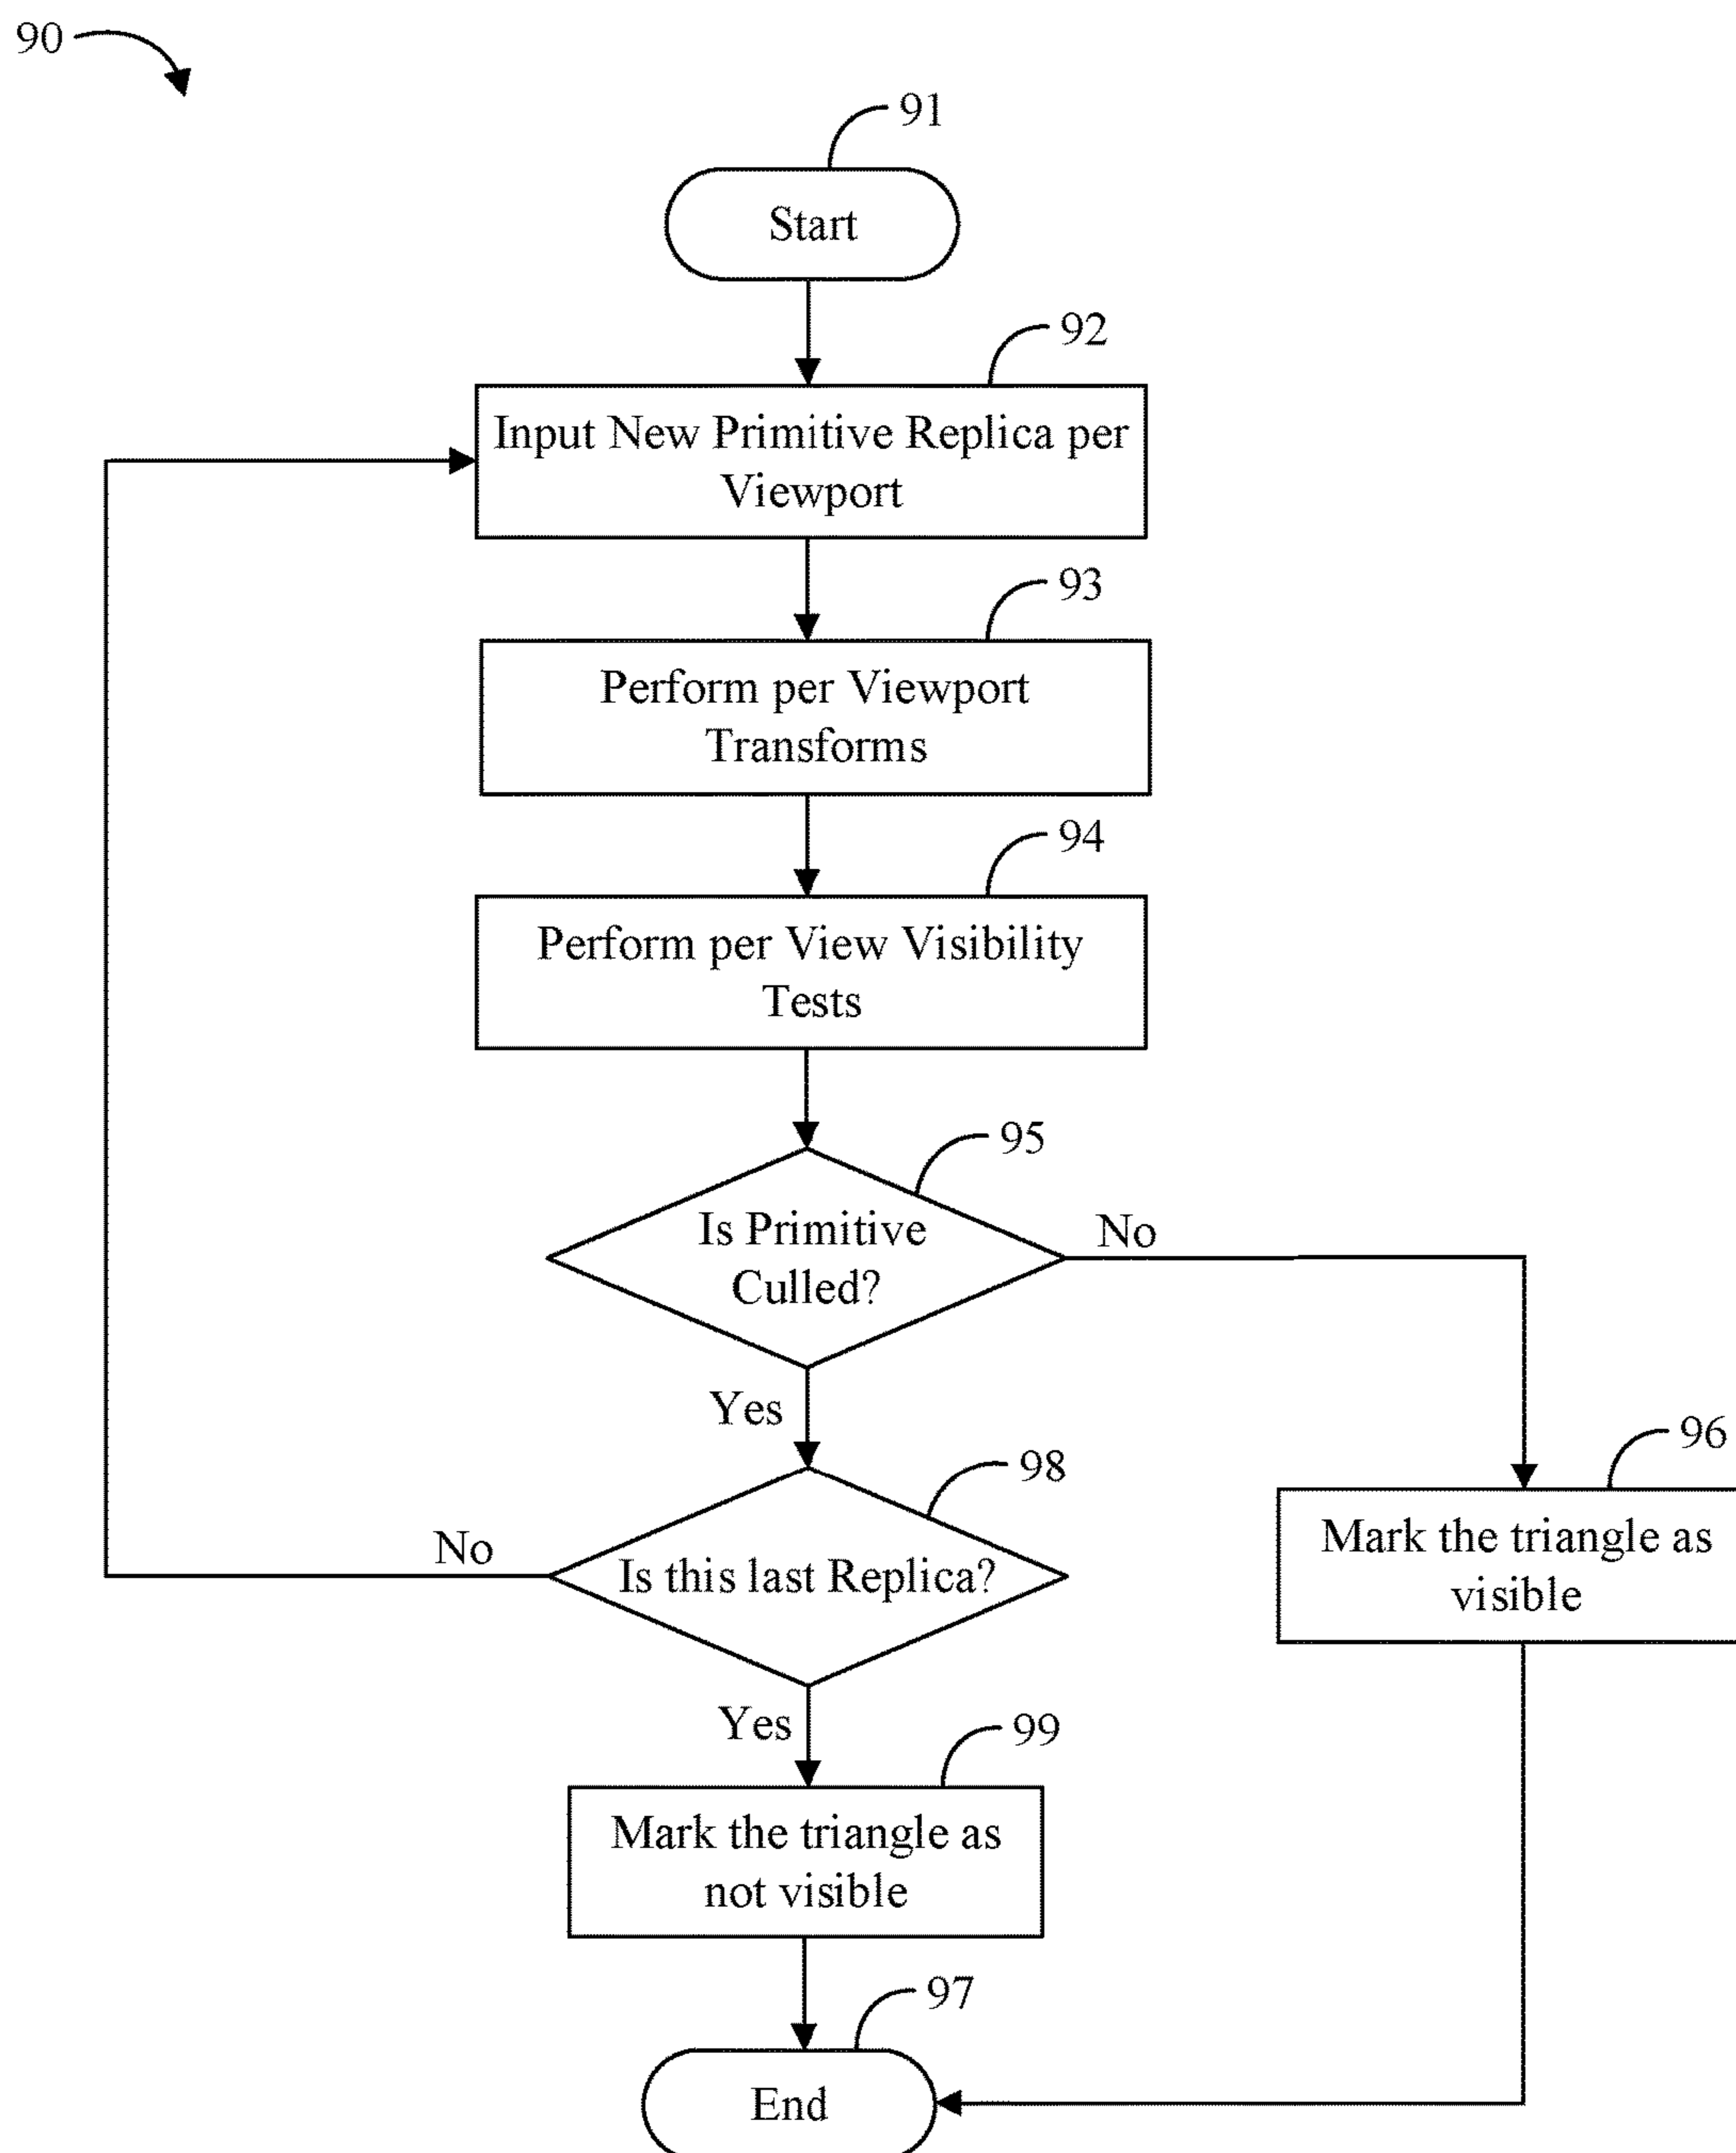 90
91
Start
92
Input New Primitive Replica per
Viewport
93
Perform per Viewport
Transforms
94
Perform per View Visibility
Tests
95
Is Primitive
Culled?
No
Yes
96
Mark the triangle as
visible
98
Is this last Replica?
No
Yes
99
Mark the triangle as
not visible
97
End